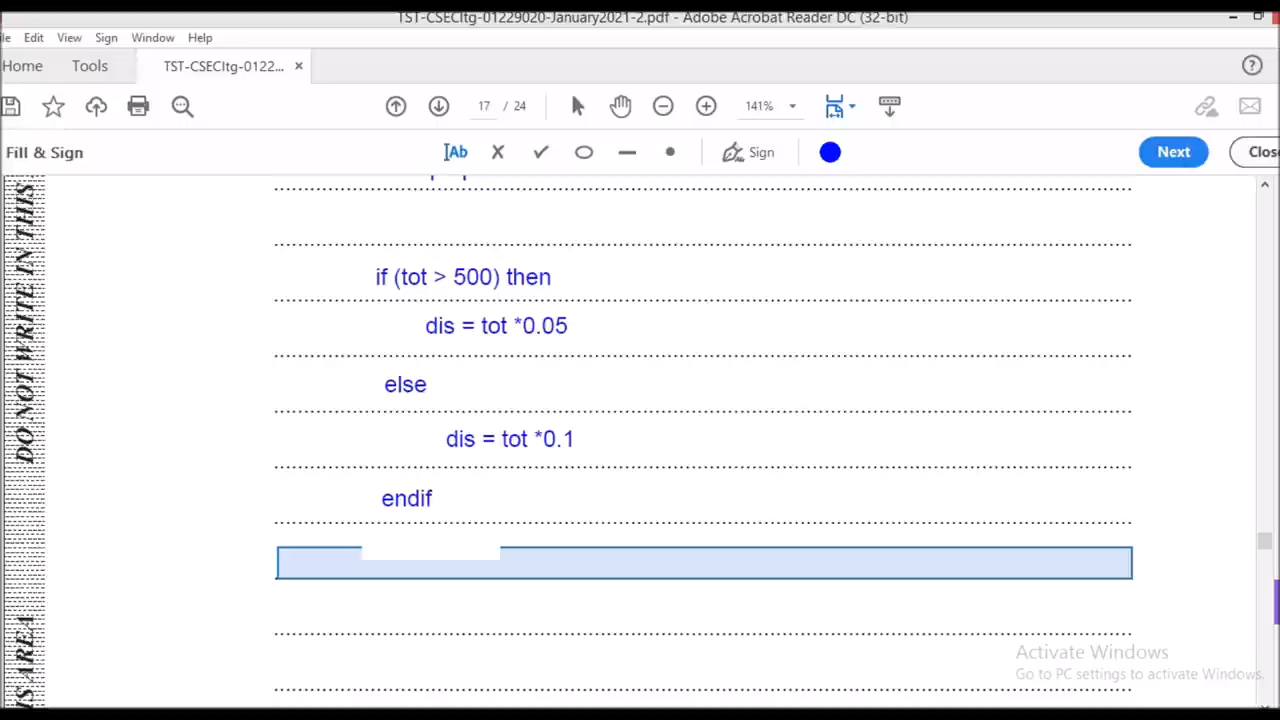 TST-CSECItg-01229020-January2021-2.pdf - Adobe Acrobat Reader DC (32-bit)
Edit View Sign Window Help
Home Tools TST-CSECItg-0122... ×
17 / 24 141%
Fill & Sign Ab Sign Next
DO NOT WRITE IN THIS
AREA
if (tot > 500) then
dis = tot *0.05
else
dis = tot *0.1
endif
Activate Windows
Go to PC settings to activate Windows.